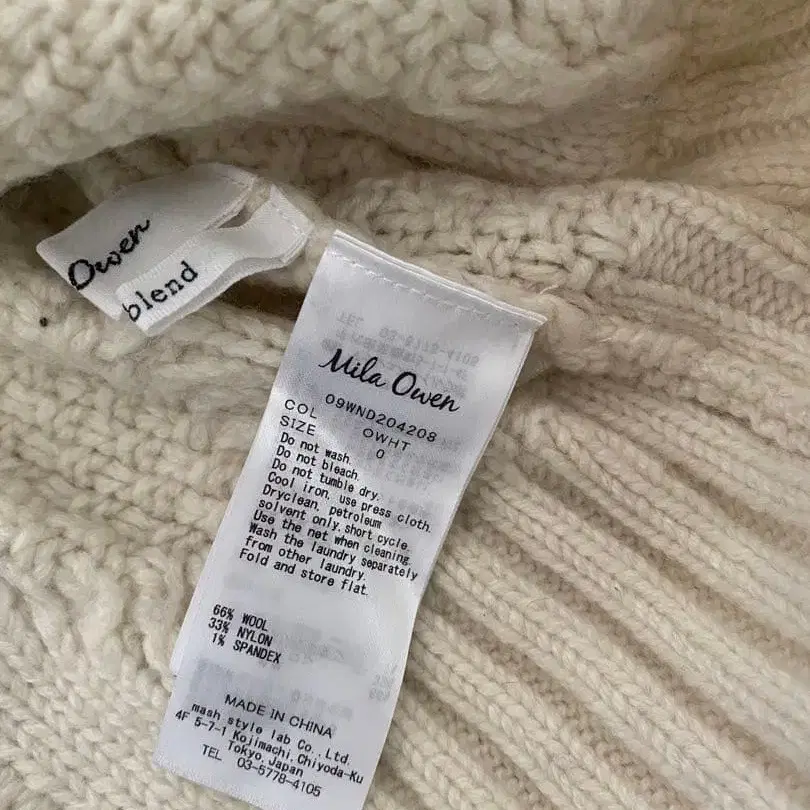 Owen
blend
Mila Owen
09WND204208
COL OWHT
SIZE 0
Do not wash.
Do not bleach.
Do not tumble dry.
Cool iron, use press cloth.
Dryclean, petroleum
solvent only, short cycle.
Use the net when cleaning.
Wash the laundry separately
from other laundry.
Fold and store flat.
66% WOOL
33% NYLON
1% SPANDEX
MADE IN CHINA
mash style lab Co., Ltd.
4F 5-7-1 Kojimachi, Chiyoda-Ku
Tokyo, Japan
TEL 03-5778-4105